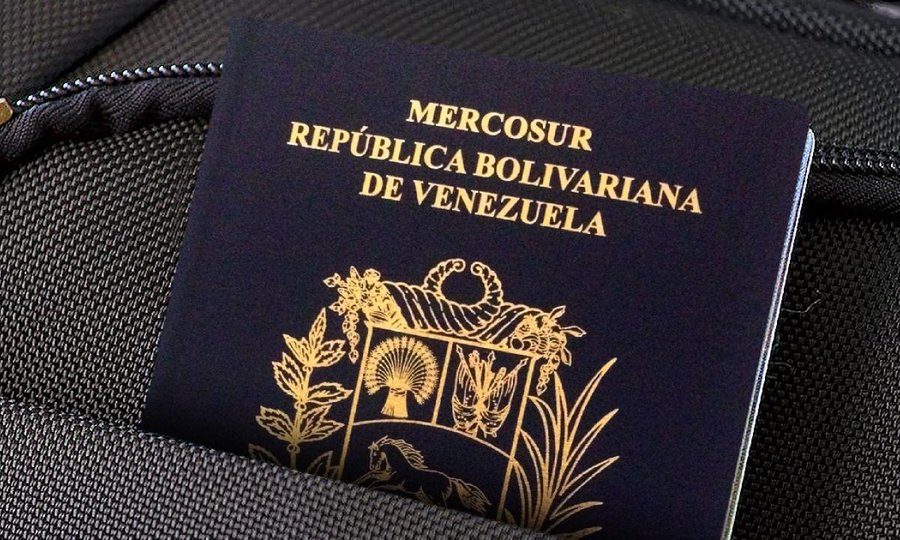 MERCOSUR
REPÚBLICA BOLIVARIANA
DE VENEZUELA